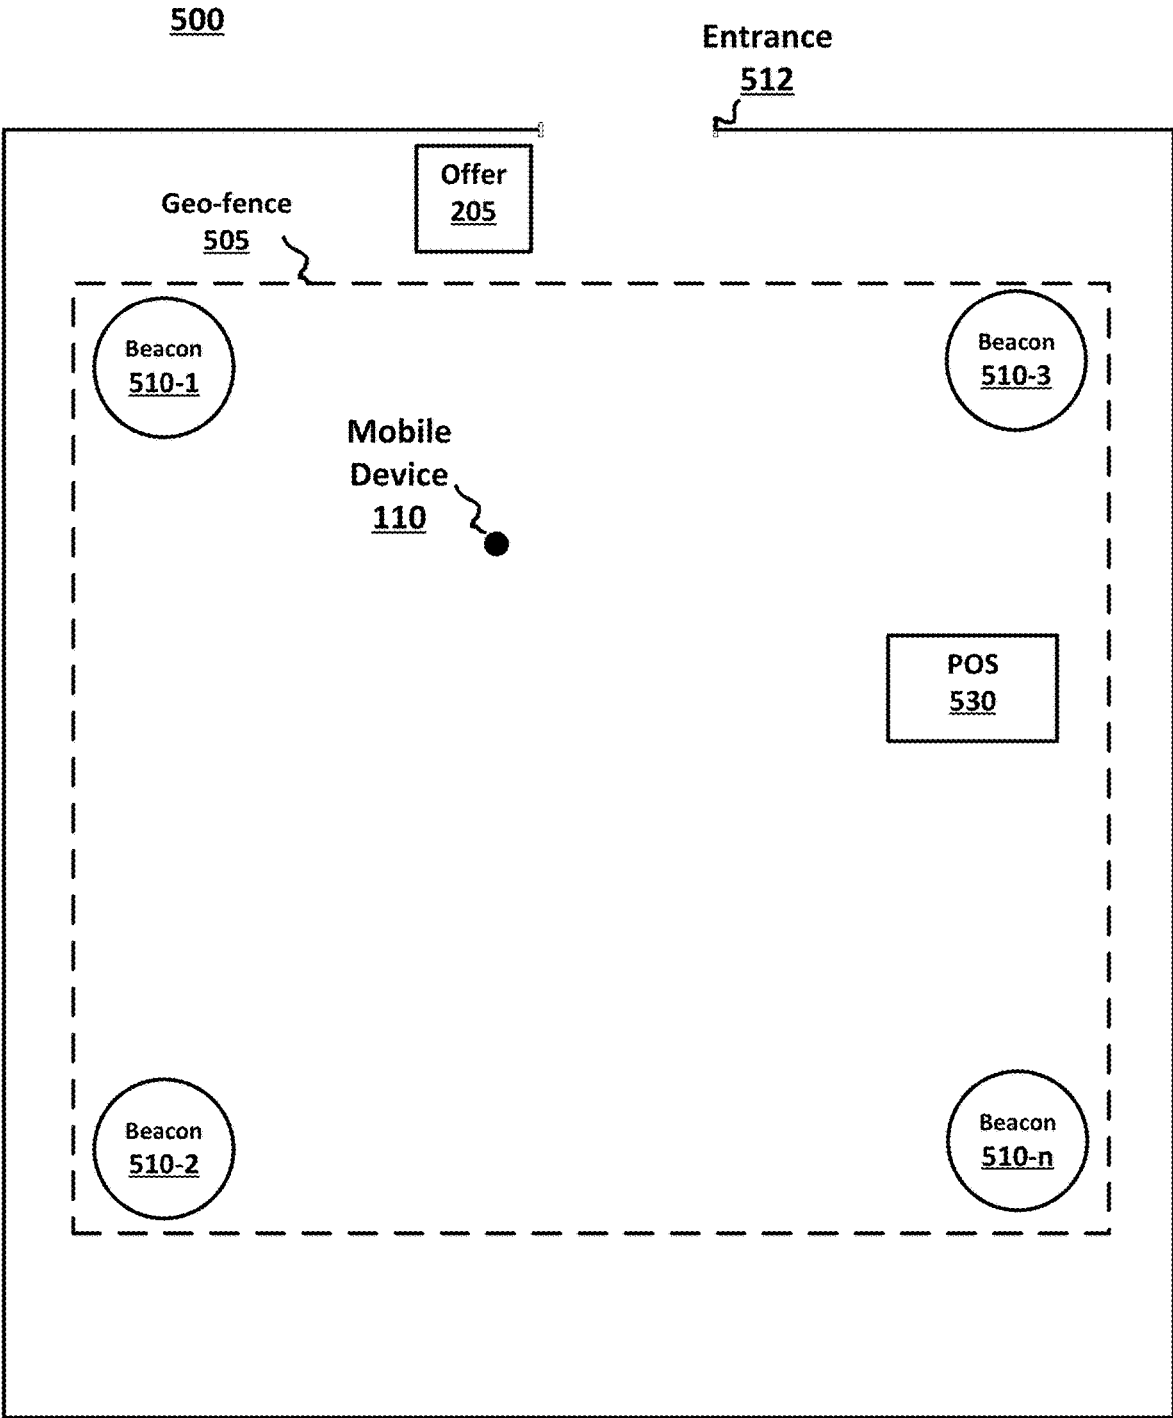 500
Entrance
512
Offer
205
Geo-fence
505
Beacon
510-1
Beacon
510-3
Mobile
Device
110
POS
530
Beacon
510-2
Beacon
510-n